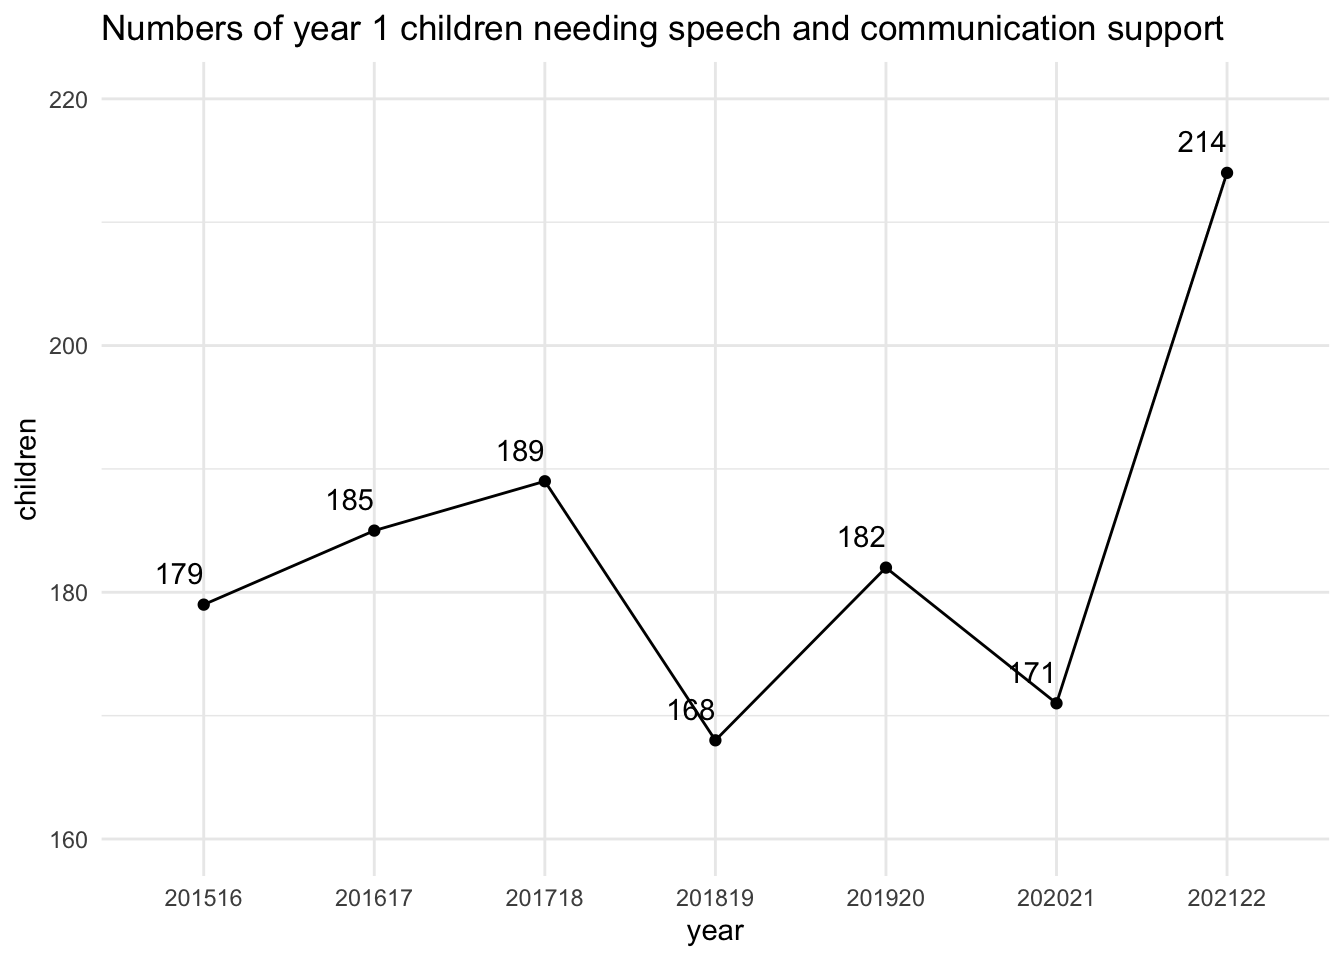 Numbers of year 1 children needing speech and communication support
220
214
200
children
189
185
182
179
180
171
168
160
201516 201617 201718 201819 201920 202021 202122
year